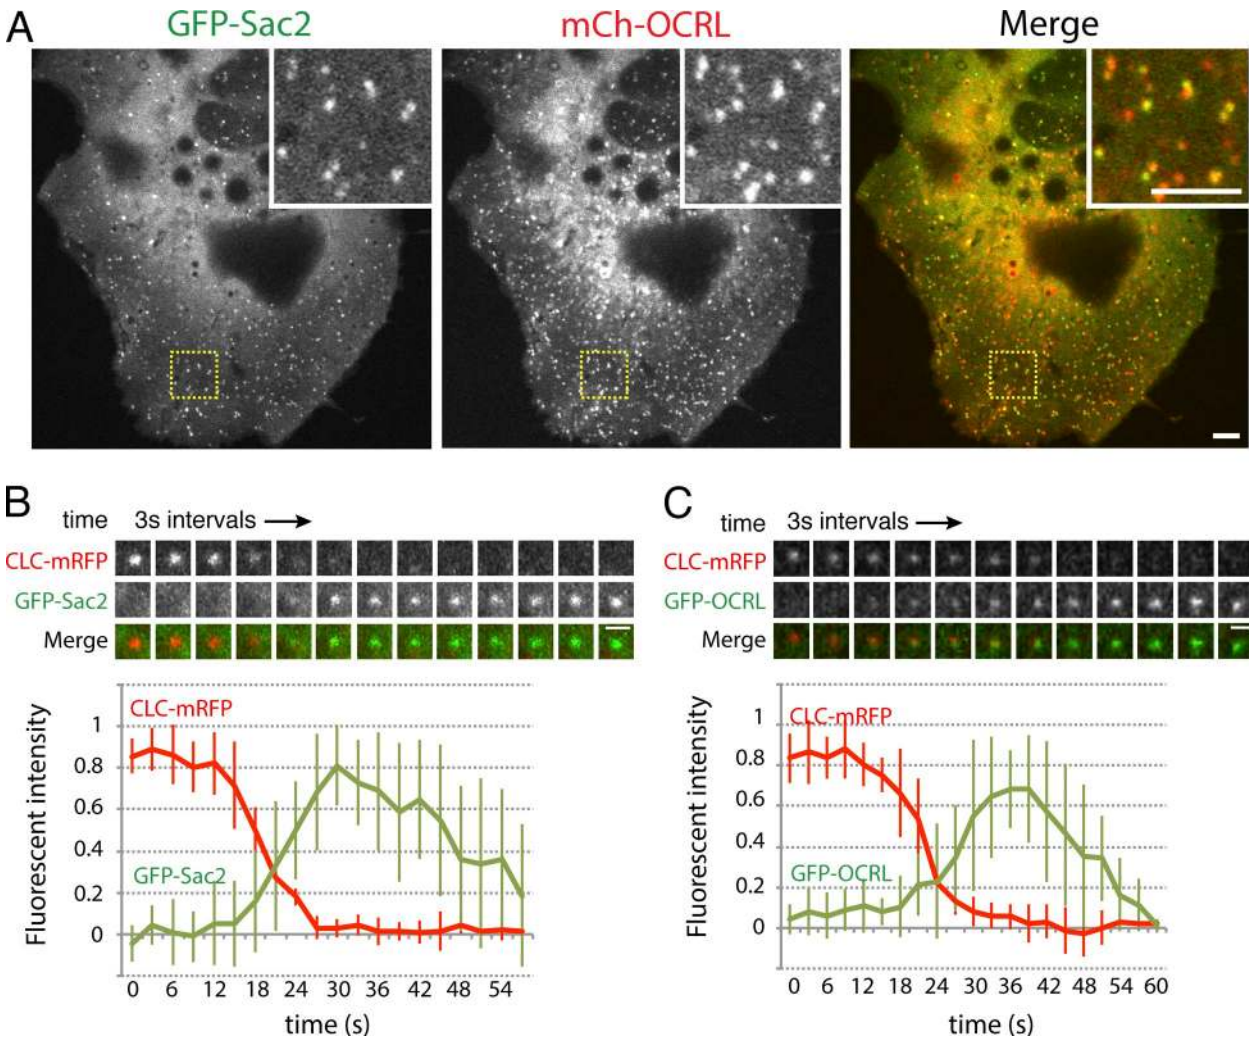 A
GFP-Sac2
mCh-OCRL
Merge
B
time
3s intervals
CLC-mRFP
GFP-Sac2
Merge
Fluorescent intensity
1
0.8
0.6
0.4
0.2
0
CLC-mRFP
GFP-Sac2
0 6 12 18 24 30 36 42 48 54
time (s)
C
time
3s intervals
CLC-mRFP
GFP-OCRL
Merge
Fluorescent intensity
1
0.8
0.6
0.4
0.2
0
CLC-mRFP
GFP-OCRL
0 6 12 18 24 30 36 42 48 54 60
time (s)